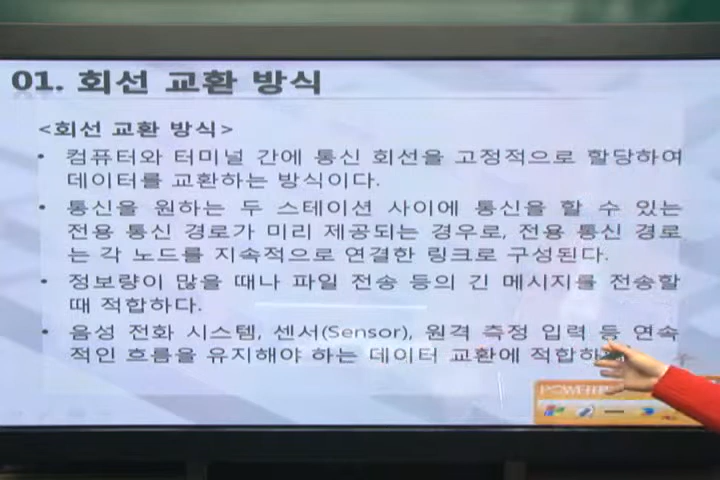 01. 회선 교환 방식
<회선 교환 방식>
• 컴퓨터와 터미널 간에 통신 회선을 고정적으로 할당하여
데이터를 교환하는 방식이다.
• 통신을 원하는 두 스테이션 사이에 통신을 할 수 있는
전용 통신 경로가 미리 제공되는 경우로, 전용 통신 경로
는 각 노드를 지속적으로 연결한 링크로 구성된다.
• 정보량이 많을 때나 파일 전송 등의 긴 메시지를 전송할
때 적합하다.
• 음성 전화 시스템, 센서(Sensor), 원격 측정 입력 등 연속
적인 흐름을 유지해야 하는 데이터 교환에 적합하